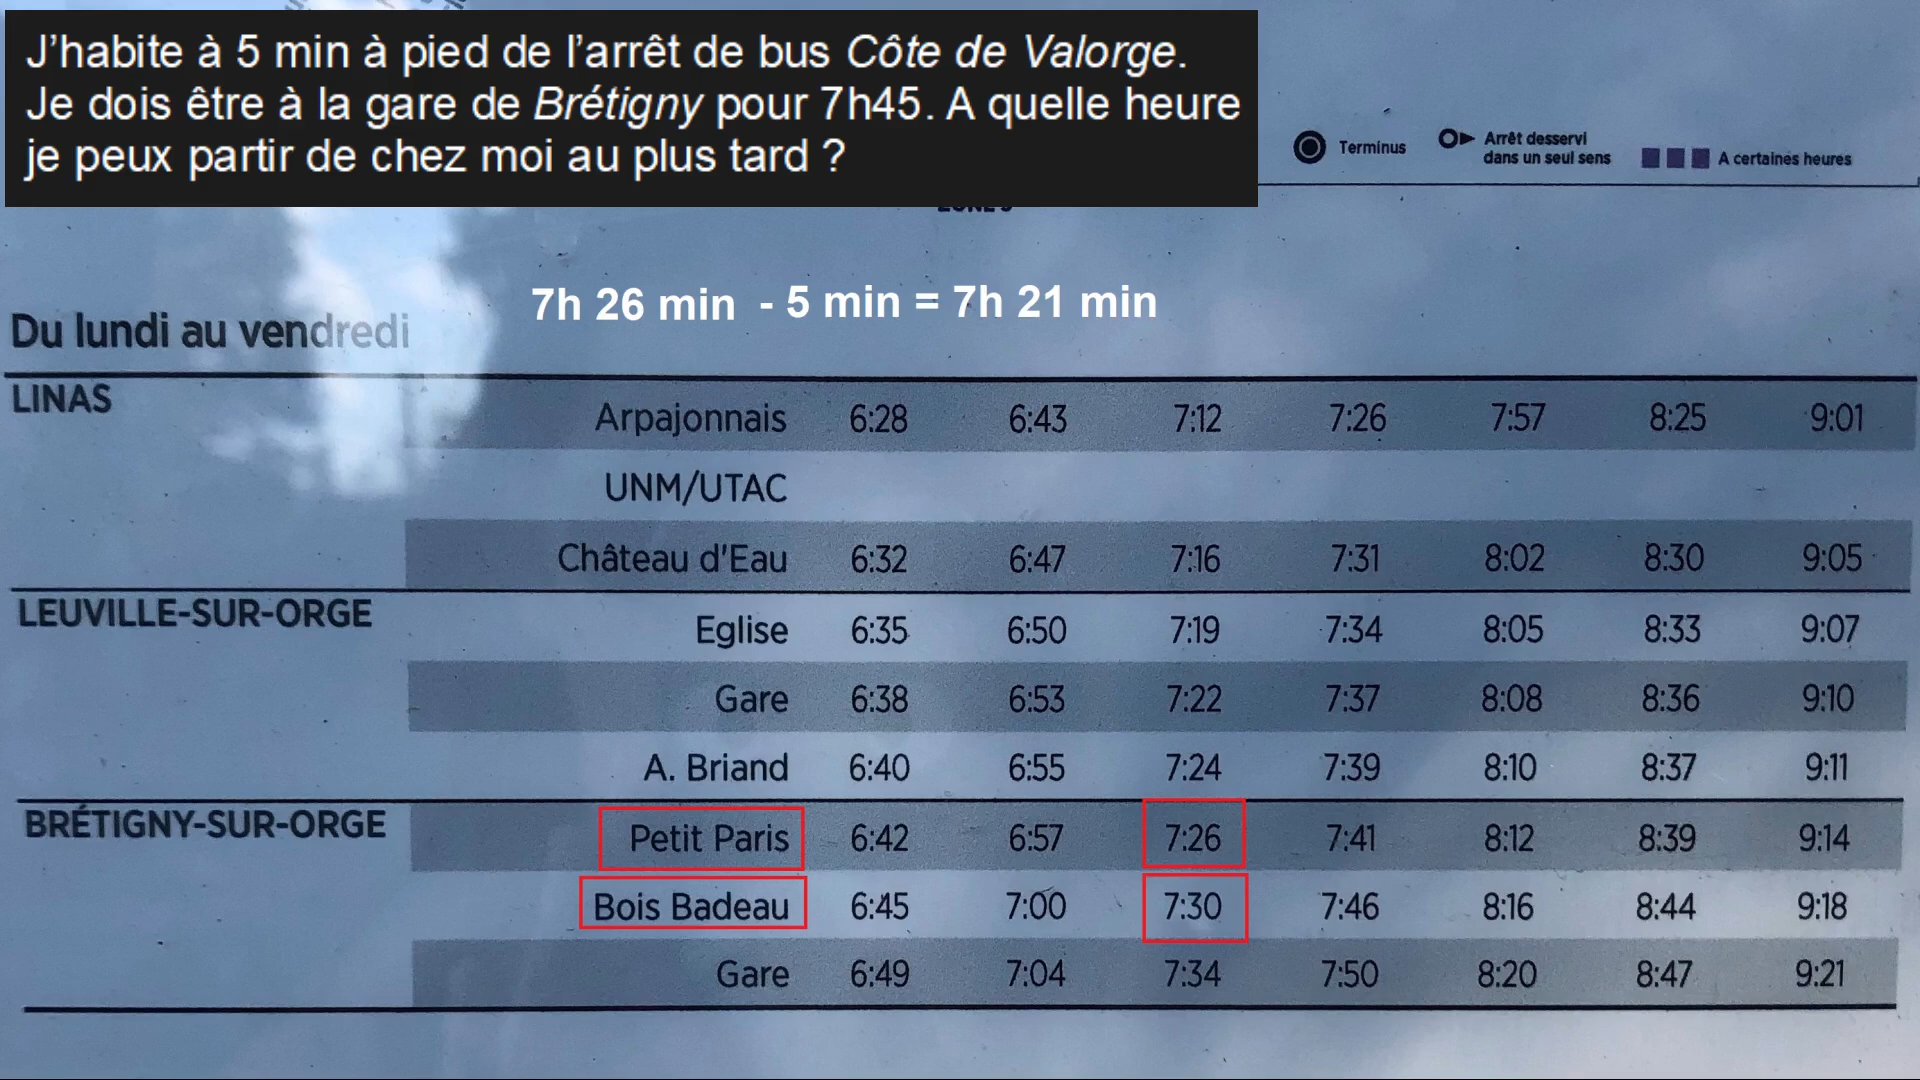 J'habite à 5 min à pied de l'arrêt de bus Côte de Valorge.
Je dois être à la gare de Brétigny pour 7h45. A quelle heure
je peux partir de chez moi au plus tard ?
Terminus
Arrêt desservi
dans un seul sens
A certaines heures
7h 26 min - 5 min = 7h 21 min
Du lundi au vendredi
LINAS
Arpajonnais 6:28 6:43 7:12 7:26 7:57 8:25 9:01
UNM/UTAC
Château d'Eau 6:32 6:47 7:16 7:31 8:02 8:30 9:05
LEUVILLE-SUR-ORGE
Eglise 6:35 6:50 7:19 7:34 8:05 8:33 9:07
Gare 6:38 6:53 7:22 7:37 8:08 8:36 9:10
A. Briand 6:40 6:55 7:24 7:39 8:10 8:37 9:11
BRÉTIGNY-SUR-ORGE
Petit Paris 6:42 6:57 7:26 7:41 8:12 8:39 9:14
Bois Badeau 6:45 7:00 7:30 7:46 8:16 8:44 9:18
Gare 6:49 7:04 7:34 7:50 8:20 8:47 9:21